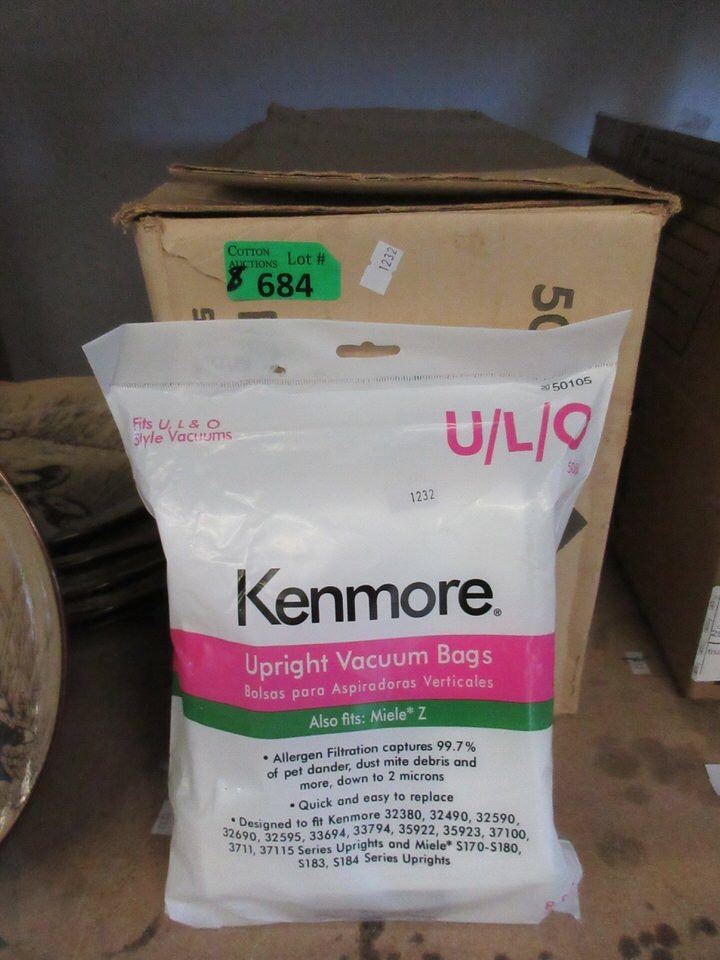 COTTON
AUCTIONS Lot #
8 684
1232
50
20 50105
Fits U, L & O
Style Vacuums
U/L/O
1232
Kenmore®
Upright Vacuum Bags
Bolsas para Aspiradoras Verticales
Also fits: Miele* Z
• Allergen Filtration captures 99.7%
of pet dander, dust mite debris and
more, down to 2 microns
• Quick and easy to replace
• Designed to fit Kenmore 32380, 32490, 32590,
32690, 32595, 33694, 33794, 35922, 35923, 37100,
3711, 37115 Series Uprights and Miele* S170-S180,
S183, S184 Series Uprights